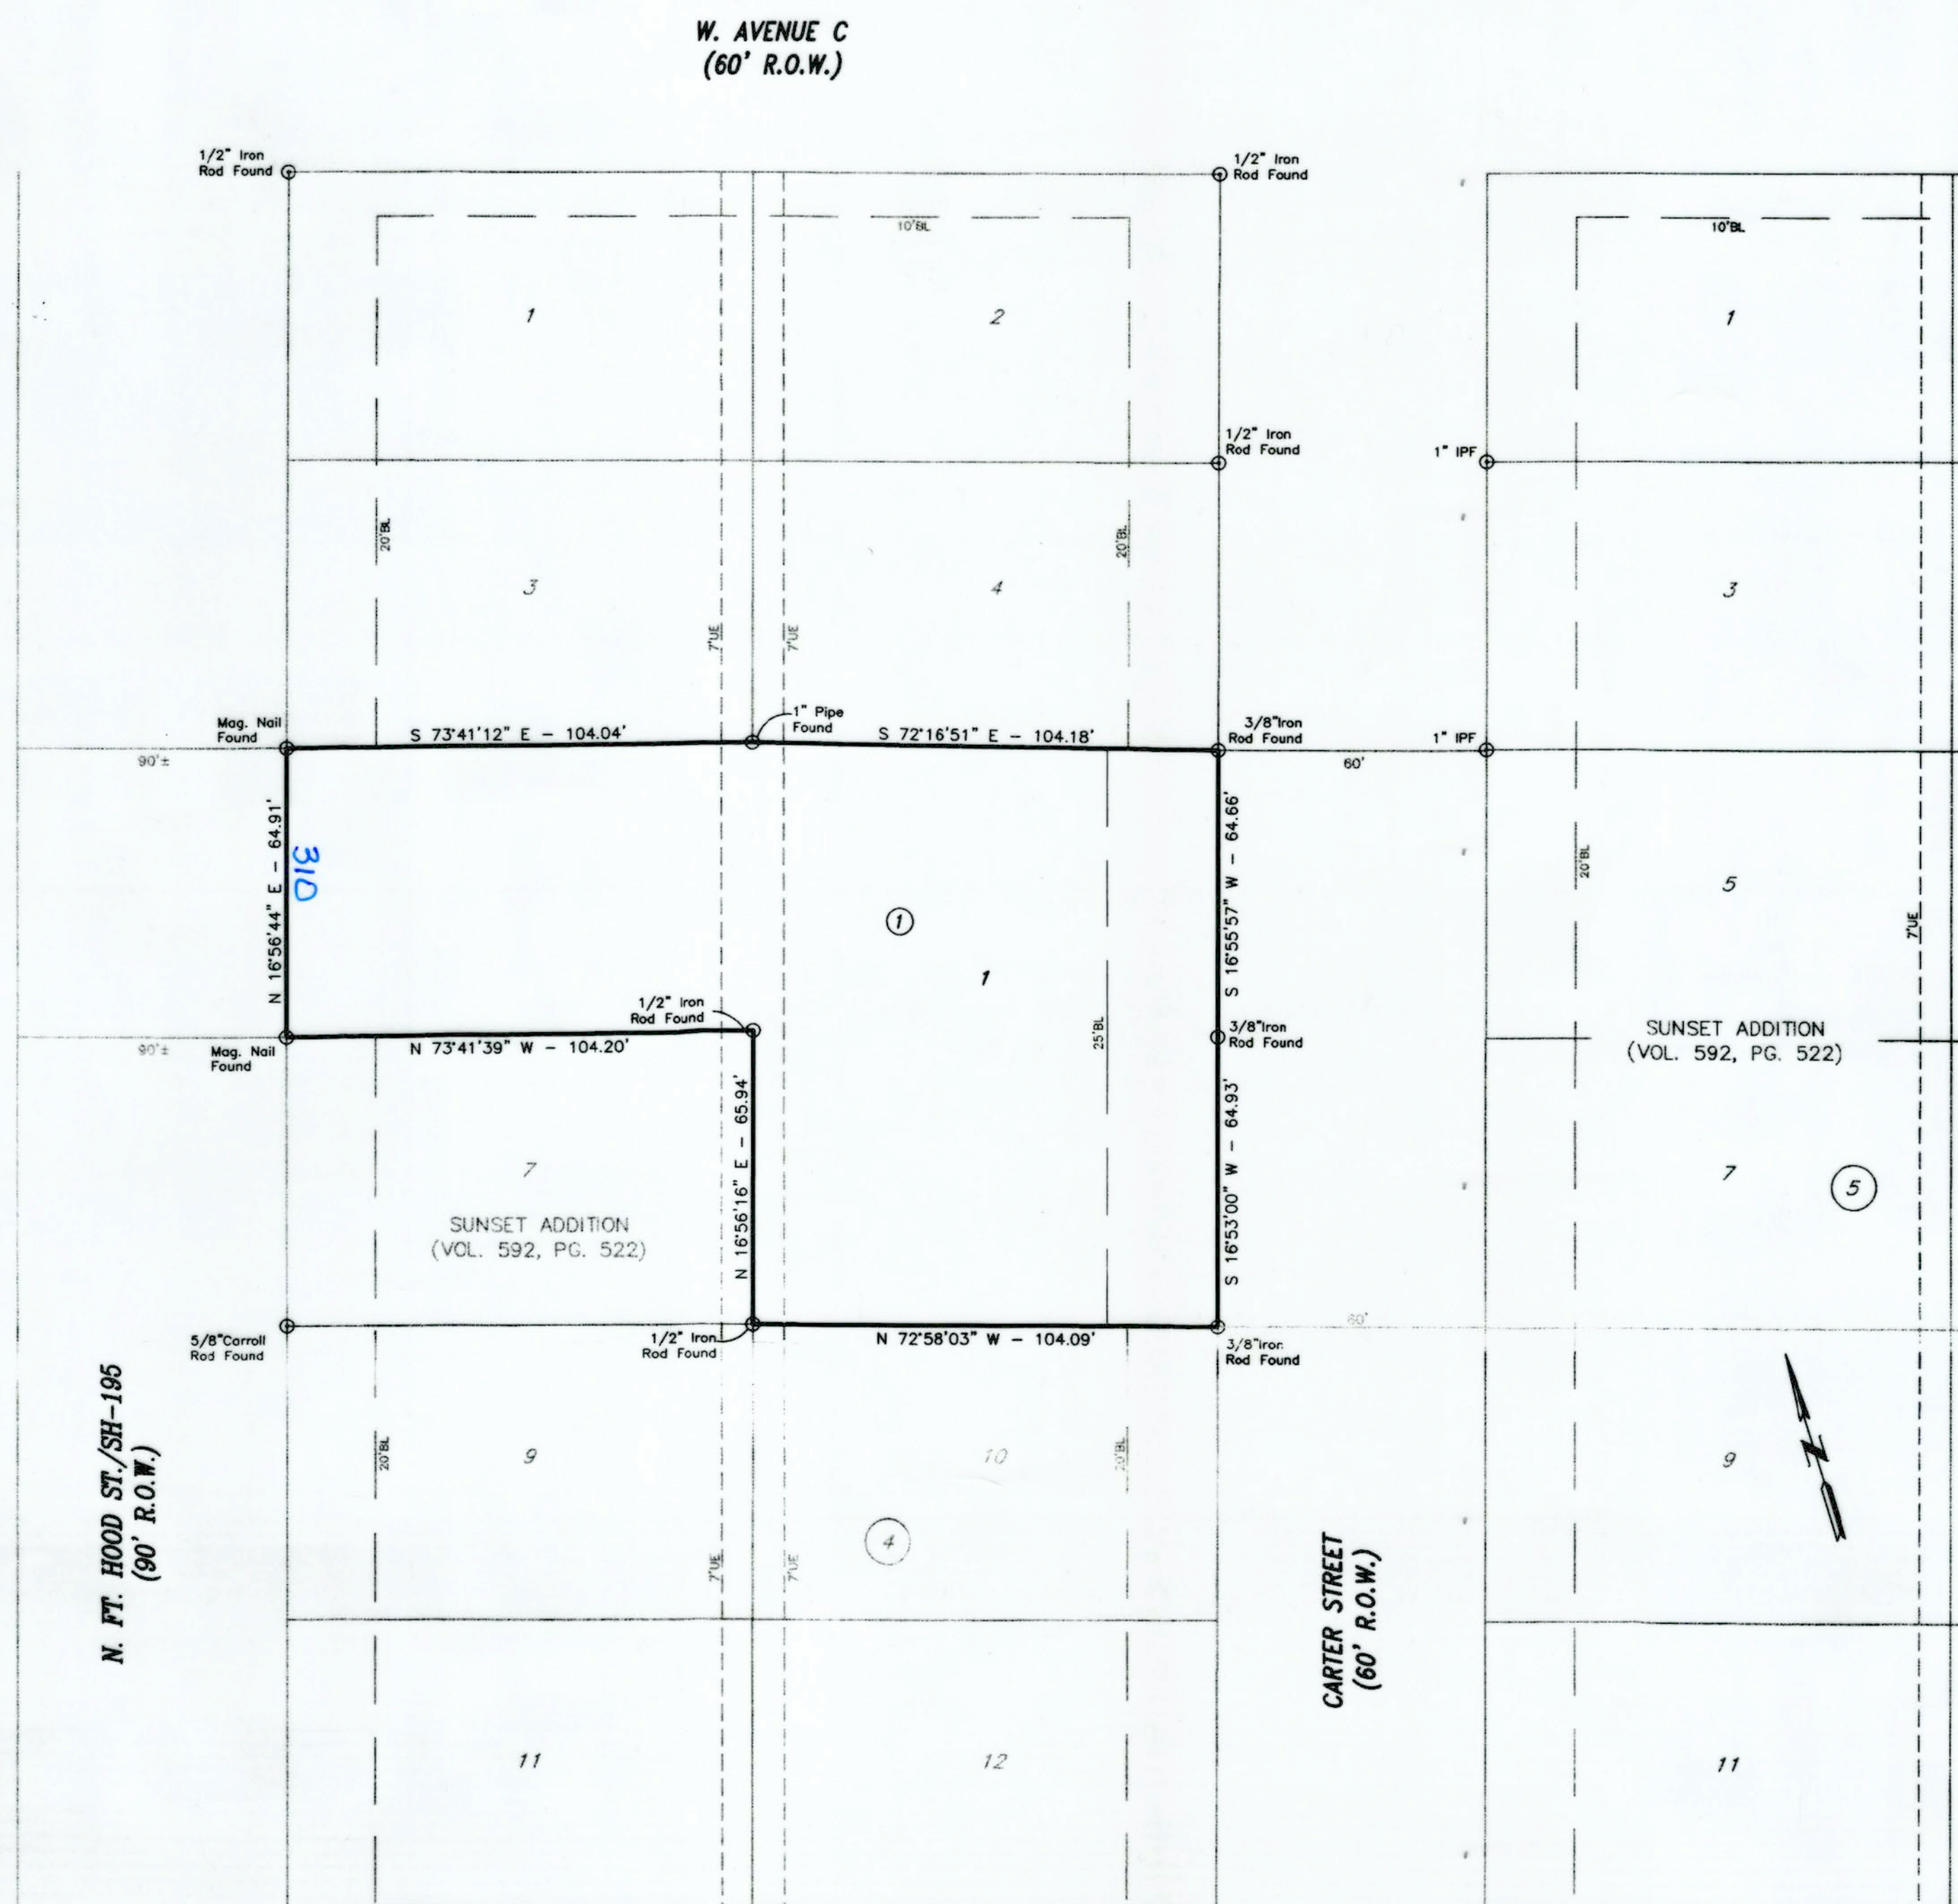 W. AVENUE C
(60' R.O.W.)
1/2" Iron
Rod Found
1/2" Iron
Rod Found
10'BL
10'BL
1
2
1
1/2" Iron
Rod Found
1" IPF
20'BL
20'BL
3
4
3
7'UE
7'UE
Mag. Nail
Found
S 73°41'12" E - 104.04'
1" Pipe
Found
S 72°16'51" E - 104.18'
3/8"Iron
Rod Found
1" IPF
90'±
60'
N 16°56'44" E - 64.91'
310
S 16°55'57" W - 64.66'
20'BL
5
7'UE
1
1
1/2" Iron
Rod Found
25'BL
3/8"Iron
Rod Found
SUNSET ADDITION
(VOL. 592, PG. 522)
90'±
Mag. Nail
Found
N 73°41'39" W - 104.20'
N 16°56'16" E - 65.94'
S 16°53'00" W - 64.93'
7
SUNSET ADDITION
(VOL. 592, PG. 522)
7
5
5/8"Carroll
Rod Found
1/2" Iron
Rod Found
N 72°58'03" W - 104.09'
60'
3/8"Iron
Rod Found
N. FT. HOOD ST./SH-195
(90' R.O.W.)
20'BL
9
10
20'BL
9
N
4
7'UE
7'UE
CARTER STREET
(60' R.O.W.)
11
12
11